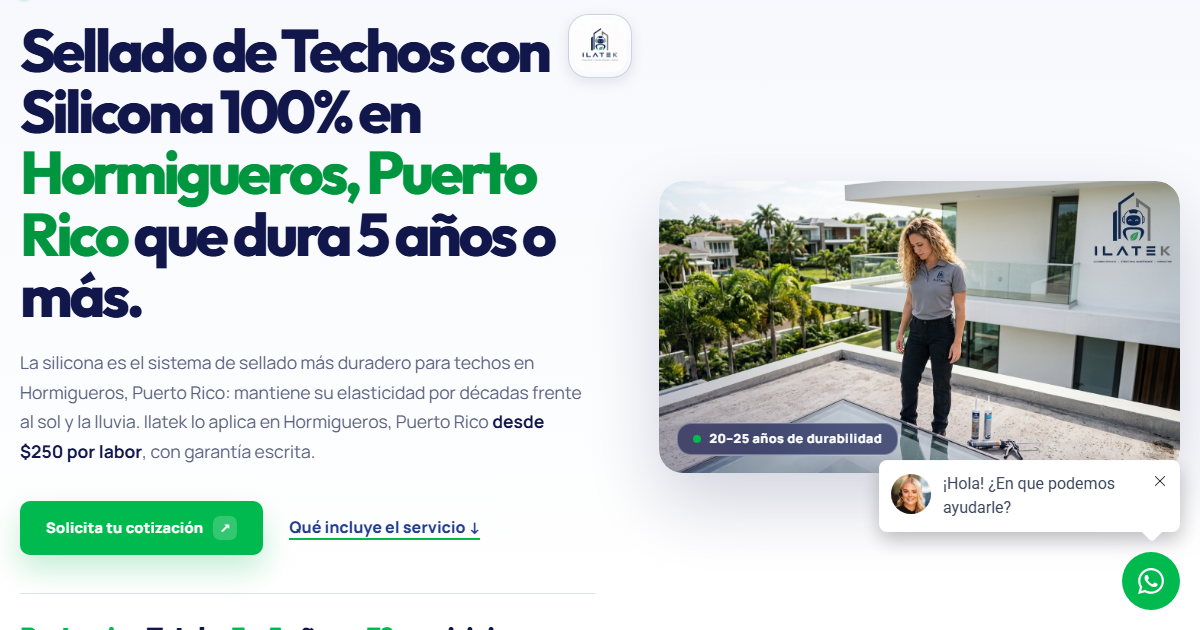 Sellado de Techos con
Silicona 100% en
Hormigueros, Puerto
Rico que dura 5 años o
más.
ILATEK
La silicona es el sistema de sellado más duradero para techos en
Hormigueros, Puerto Rico: mantiene su elasticidad por décadas frente
al sol y la lluvia. Ilatek lo aplica en Hormigueros, Puerto Rico desde
$250 por labor, con garantía escrita.
Solicita tu cotización ↗
Qué incluye el servicio ↓
ILATEK
20–25 años de durabilidad
¡Hola! ¿En que podemos
ayudarle?